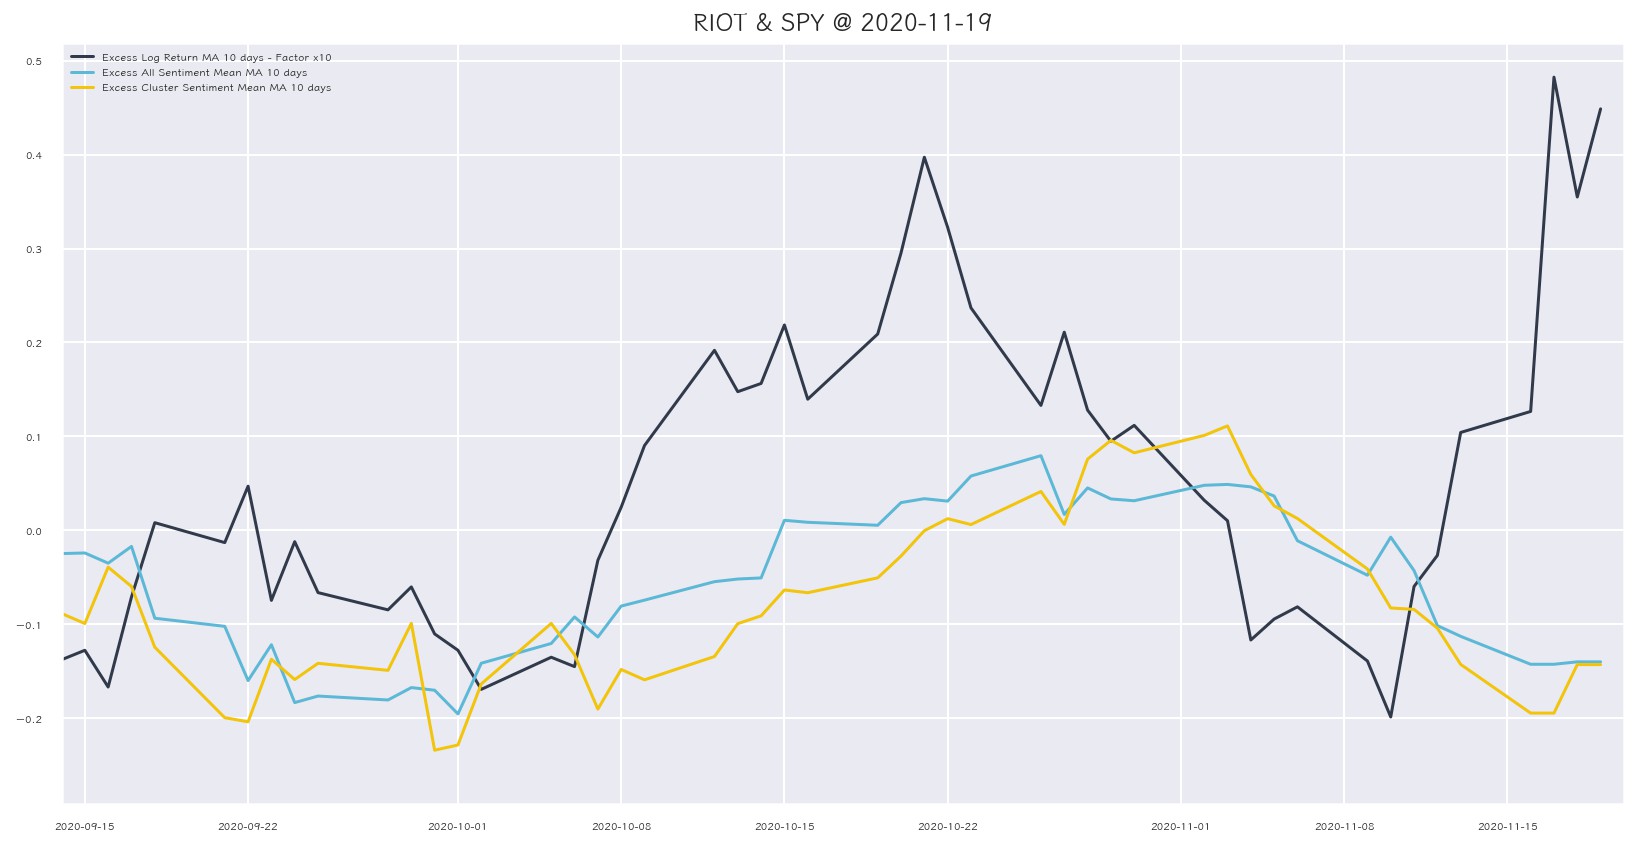 RIOT & SPY @ 2020-11-19
Excess Log Return MA 10 days - Factor x10
Excess All Sentiment Mean MA 10 days
Excess Cluster Sentiment Mean MA 10 days
0.5
0.4
0.3
0.2
0.1
0.0
−0.1
−0.2
2020-09-15 2020-09-22 2020-10-01 2020-10-08 2020-10-15 2020-10-22 2020-11-01 2020-11-08 2020-11-15